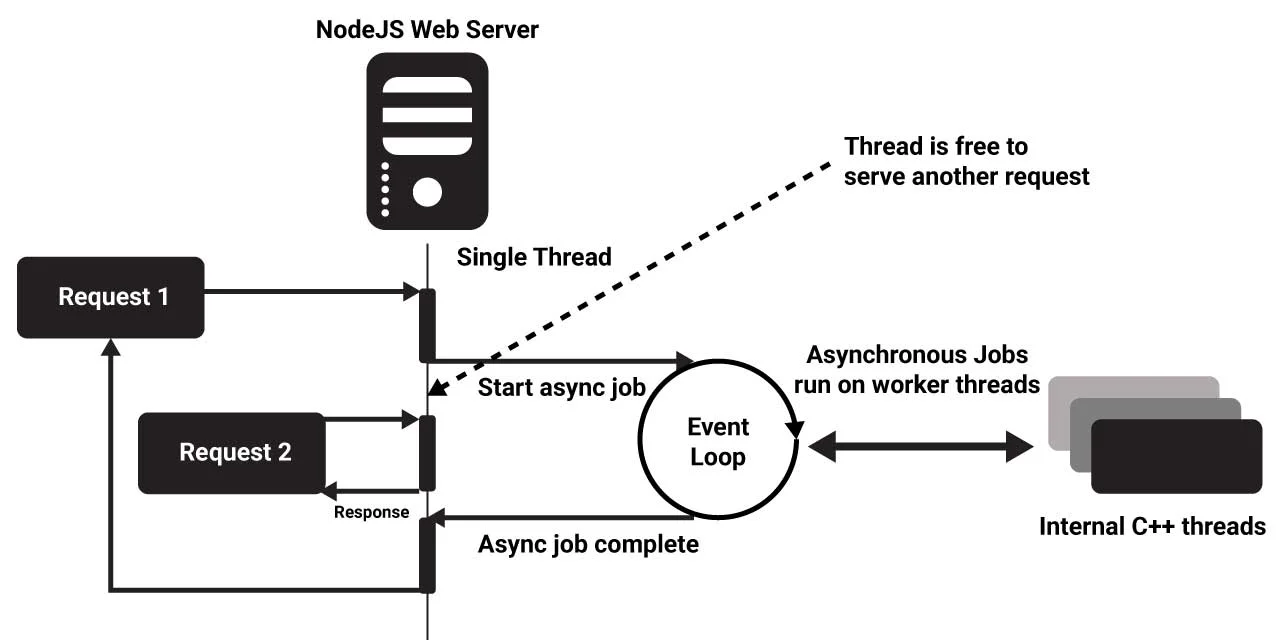 NodeJS Web Server
Thread is free to
serve another request
Single Thread
Request 1
Start async job
Asynchronous Jobs
run on worker threads
Event
Loop
Request 2
Response
Async job complete
Internal C++ threads